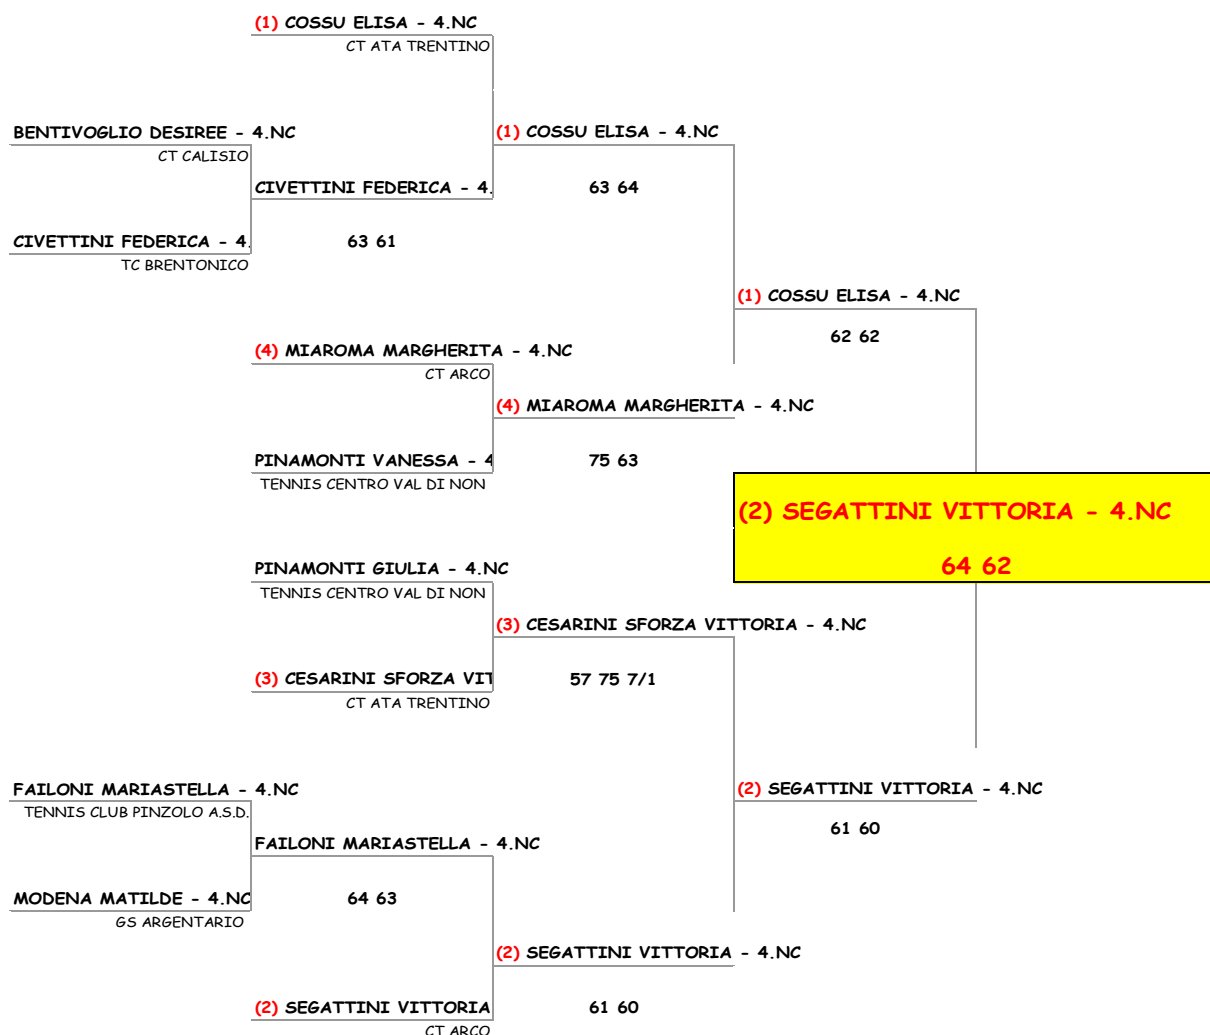 (1) COSSU ELISA - 4.NC
CT ATA TRENTINO
BENTIVOGLIO DESIREE - 4.NC
(1) COSSU ELISA - 4.NC
CT CALISIO
CIVETTINI FEDERICA - 4.
63 64
CIVETTINI FEDERICA - 4.
63 61
TC BRENTONICO
(1) COSSU ELISA - 4.NC
62 62
(4) MIAROMA MARGHERITA - 4.NC
CT ARCO
(4) MIAROMA MARGHERITA - 4.NC
PINAMONTI VANESSA - 4
75 63
TENNIS CENTRO VAL DI NON
(2) SEGATTINI VITTORIA - 4.NC
64 62
PINAMONTI GIULIA - 4.NC
TENNIS CENTRO VAL DI NON
(3) CESARINI SFORZA VITTORIA - 4.NC
(3) CESARINI SFORZA VIT
57 75 7/1
CT ATA TRENTINO
FAILONI MARIASTELLA - 4.NC
(2) SEGATTINI VITTORIA - 4.NC
TENNIS CLUB PINZOLO A.S.D.
61 60
FAILONI MARIASTELLA - 4.NC
MODENA MATILDE - 4.NC
64 63
GS ARGENTARIO
(2) SEGATTINI VITTORIA - 4.NC
(2) SEGATTINI VITTORIA
61 60
CT ARCO